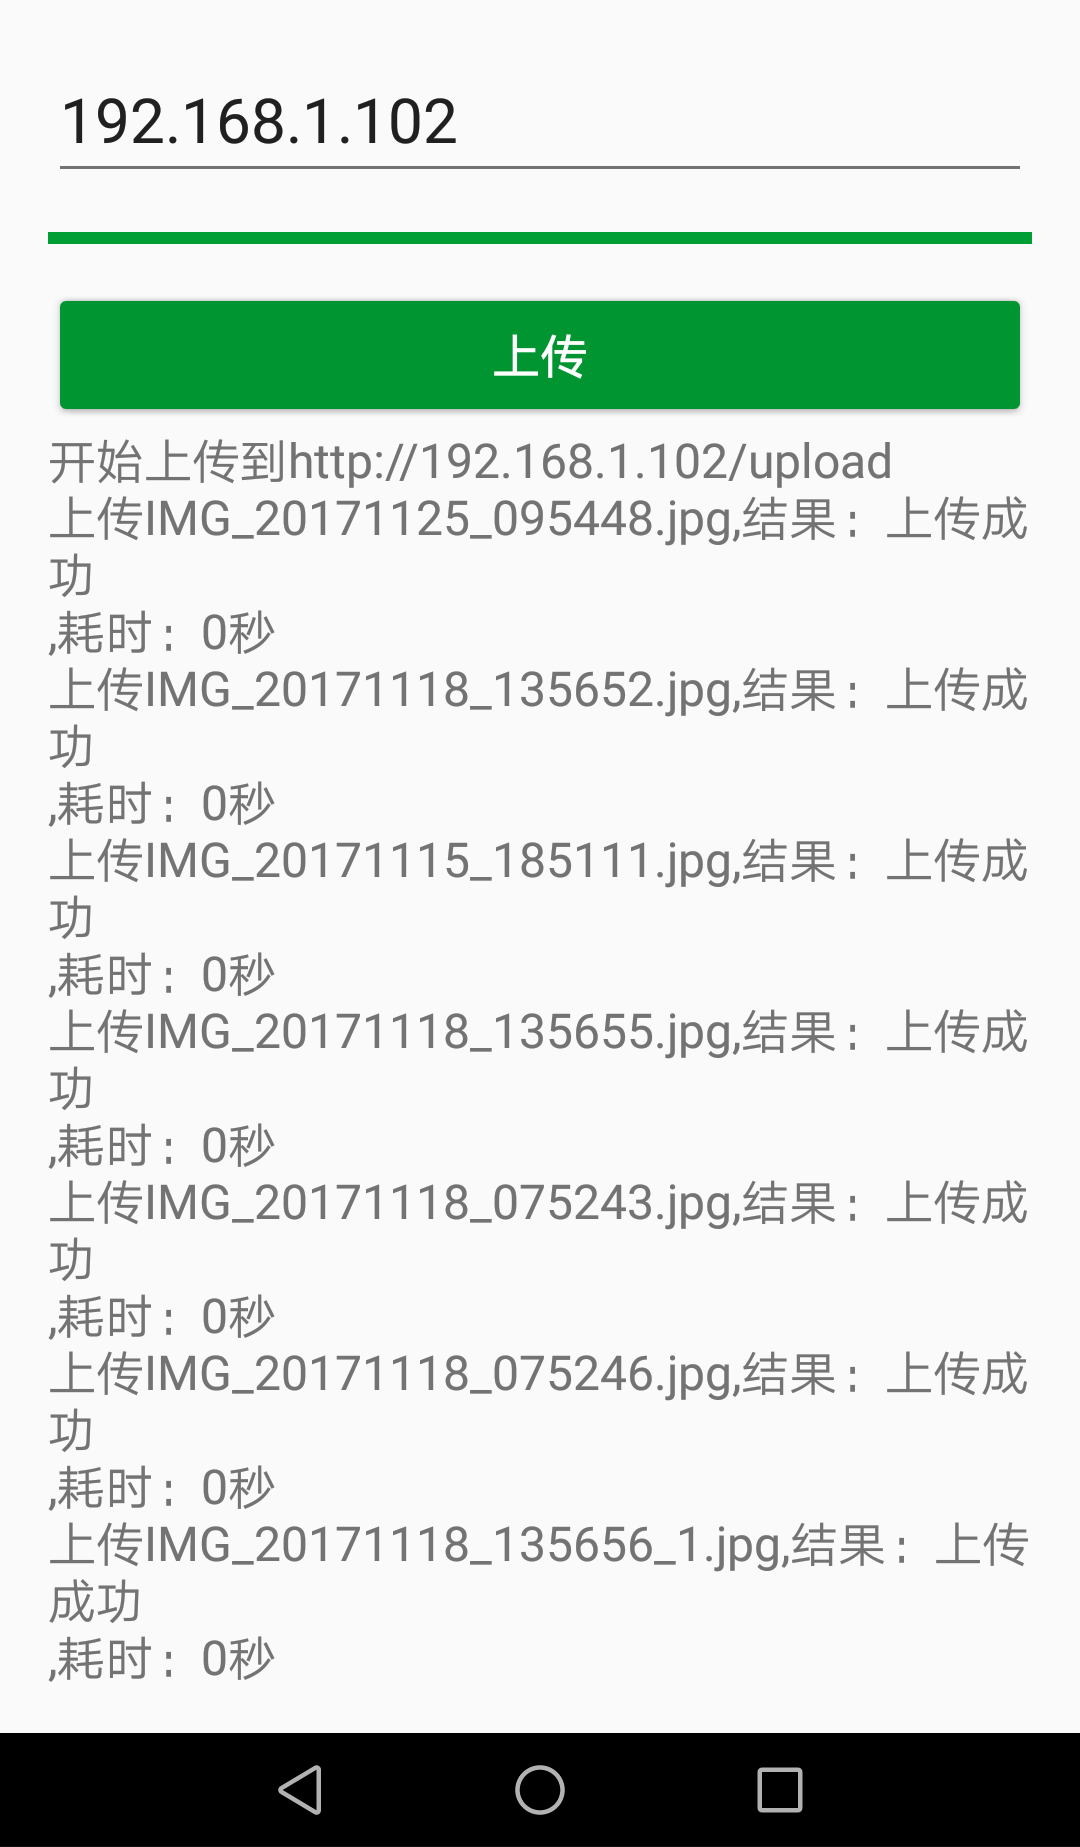 192.168.1.102
上传
开始上传到http://192.168.1.102/upload
上传IMG_20171125_095448.jpg,结果：上传成
功
,耗时：0秒
上传IMG_20171118_135652.jpg,结果：上传成
功
,耗时：0秒
上传IMG_20171115_185111.jpg,结果：上传成
功
,耗时：0秒
上传IMG_20171118_135655.jpg,结果：上传成
功
,耗时：0秒
上传IMG_20171118_075243.jpg,结果：上传成
功
,耗时：0秒
上传IMG_20171118_075246.jpg,结果：上传成
功
,耗时：0秒
上传IMG_20171118_135656_1.jpg,结果：上传
成功
,耗时：0秒